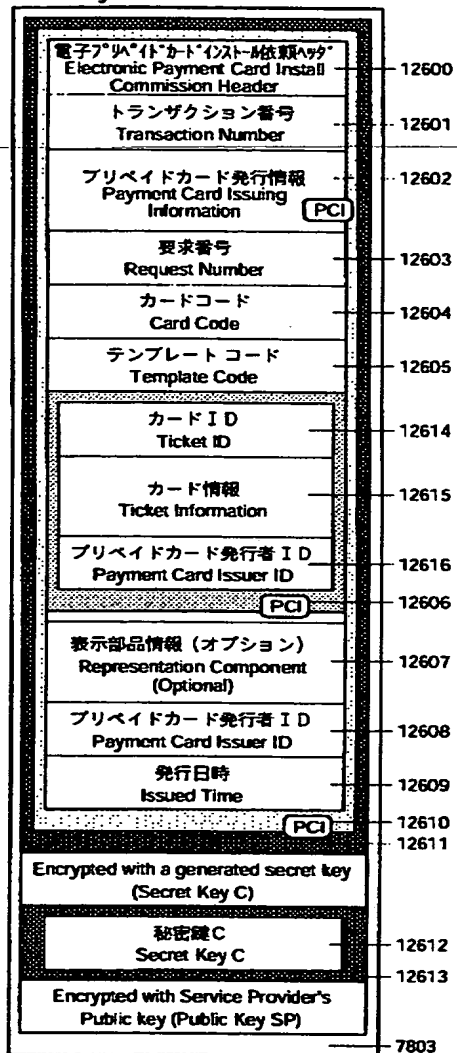 電子プリペイドカードインストール依頼ヘッダ
Electronic Payment Card Install
Commission Header
12600
トランザクション番号
Transaction Number
12601
プリペイドカード発行情報
Payment Card Issuing
Information
PCI
12602
要求番号
Request Number
12603
カードコード
Card Code
12604
テンプレート コード
Template Code
12605
カードID
Ticket ID
12614
カード情報
Ticket Information
12615
プリペイドカード発行者ID
Payment Card Issuer ID
12616
PCI
12606
表示部品情報(オプション)
Representation Component
(Optional)
12607
プリペイドカード発行者ID
Payment Card Issuer ID
12608
発行日時
Issued Time
12609
PCI
12610
12611
Encrypted with a generated secret key
(Secret Key C)
秘密鍵C
Secret Key C
12612
12613
Encrypted with Service Provider's
Public key (Public Key SP)
7803